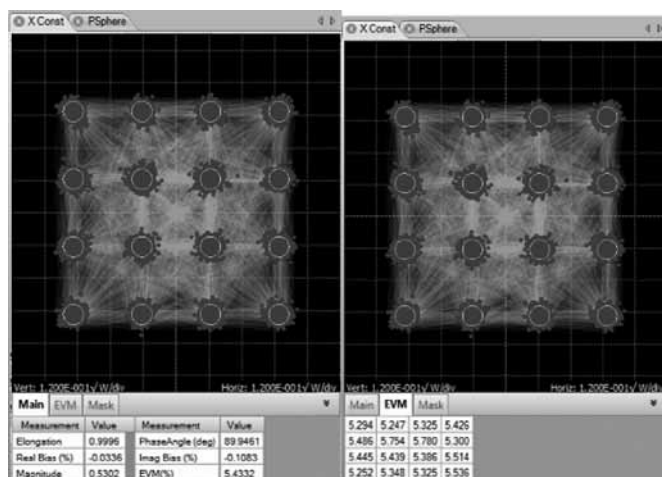 X Const PSphere
Vert: 1.200E-001√W/div Horiz: 1.200E-001√W/div
Main EVM Mask
Measurement Value Measurement Value
Elongation 0.9996 PhaseAngle (deg) 89.9461
Real Bias (%) -0.0336 Imag Bias (%) -0.1083
Magnitude 0.5302 EVM(%) 5.4332
X Const PSphere
Vert: 1.200E-001√W/div Horiz: 1.200E-001√W/div
Main EVM Mask
5.294 5.247 5.325 5.426
5.486 5.754 5.780 5.300
5.445 5.439 5.386 5.514
5.252 5.348 5.325 5.536